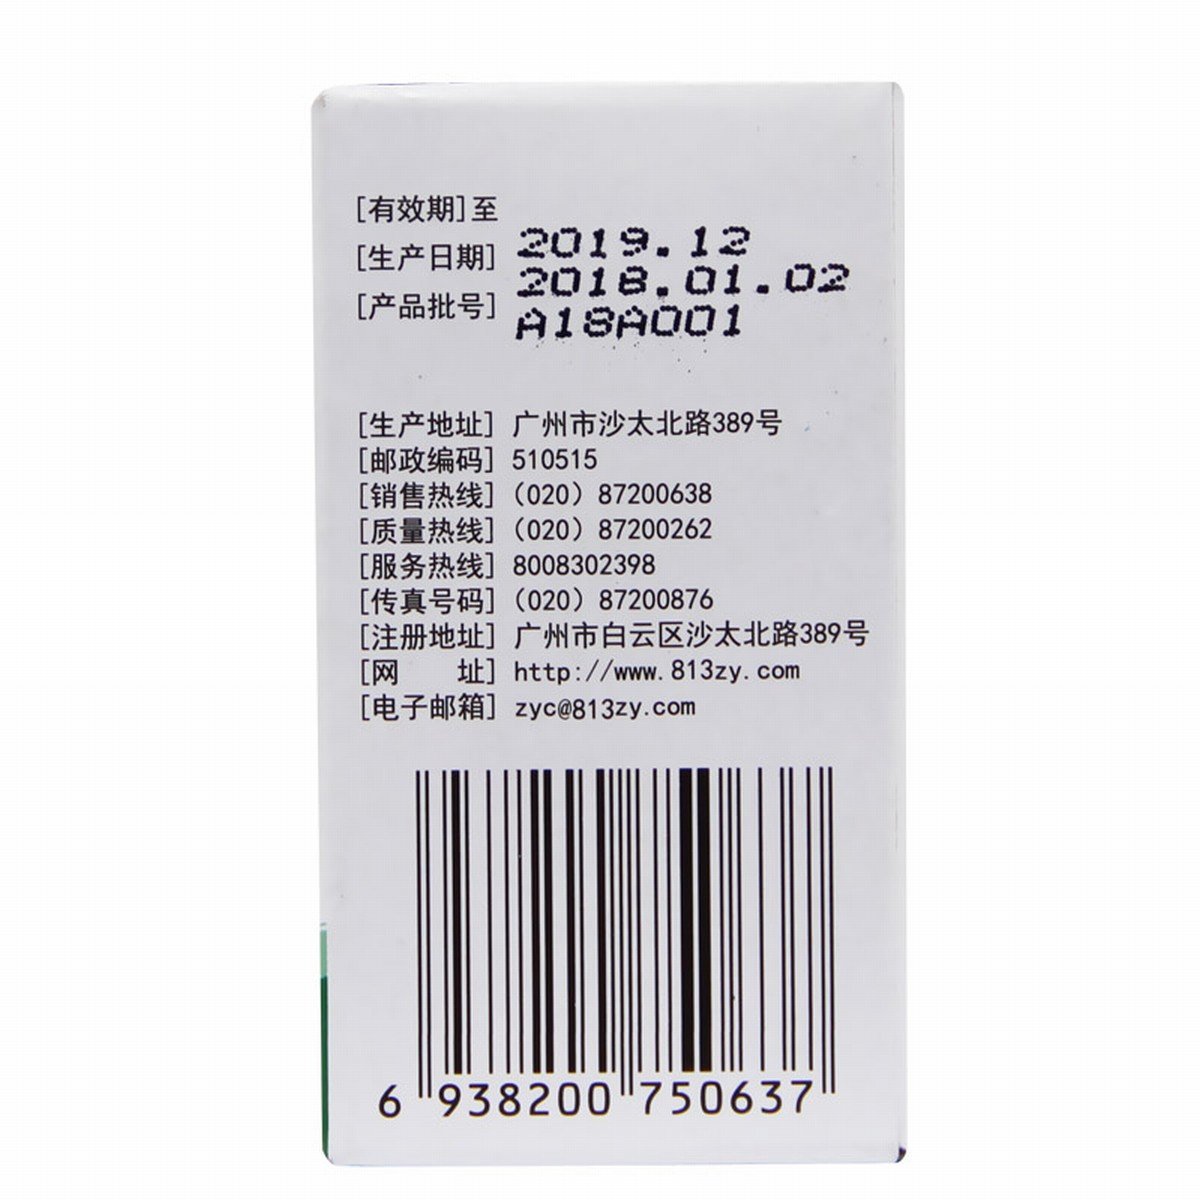 [有效期]至 2019.12
[生产日期] 2018.01.02
[产品批号] A18A001
[生产地址] 广州市沙太北路389号
[邮政编码] 510515
[销售热线] (020) 87200638
[质量热线] (020) 87200262
[服务热线] 8008302398
[传真号码] (020) 87200876
[注册地址] 广州市白云区沙太北路389号
[网 址] http://www.813zy.com
[电子邮箱] zyc@813zy.com
6 938200 750637